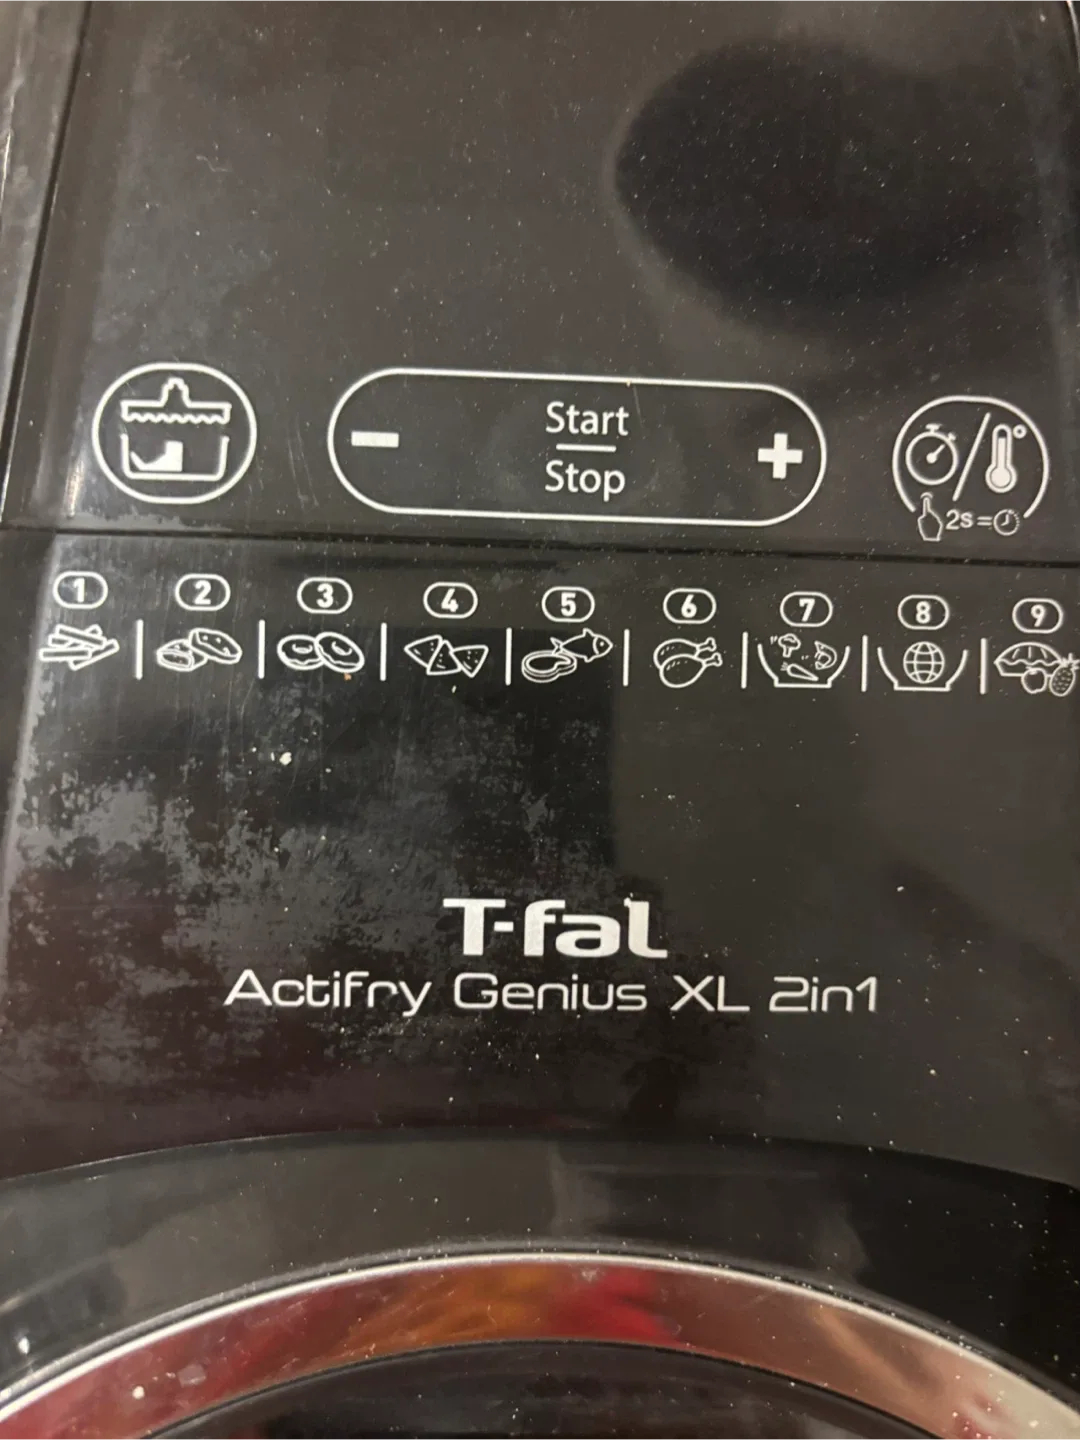 Start
Stop
2s=
1 2 3 4 5 6 7 8 9
T-fal
Actifry Genius XL 2in1